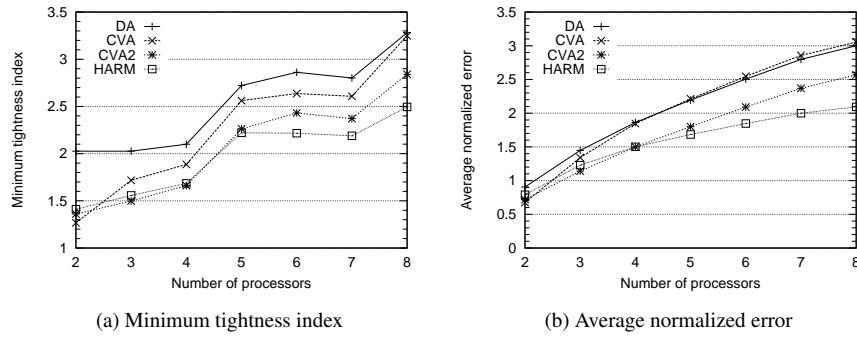 3.5
3
2.5
2
1.5
1
Minimum tightness index
DA
CVA
CVA2
HARM
2 3 4 5 6 7 8
Number of processors
(a) Minimum tightness index
3.5
3
2.5
2
1.5
1
0.5
0
Average normalized error
DA
CVA
CVA2
HARM
2 3 4 5 6 7 8
Number of processors
(b) Average normalized error